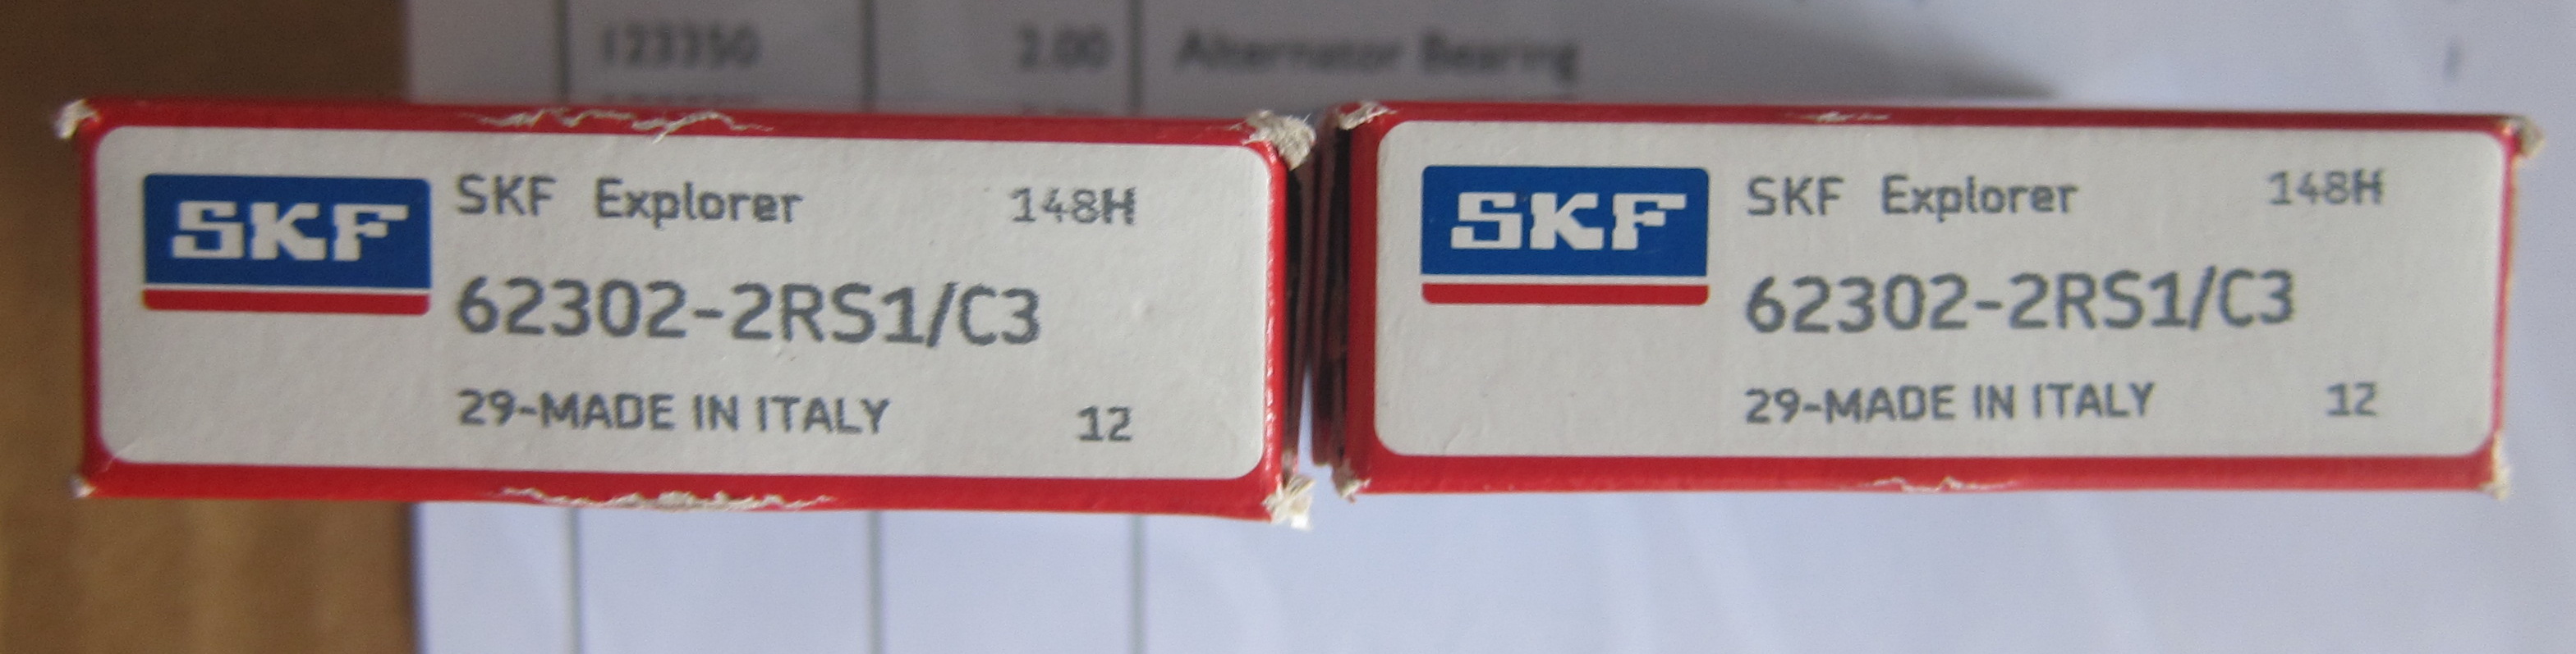 123350 2.00 Alternator Bearing
SKF
SKF Explorer 148H
62302-2RS1/C3
29-MADE IN ITALY 12
SKF
SKF Explorer 148H
62302-2RS1/C3
29-MADE IN ITALY 12